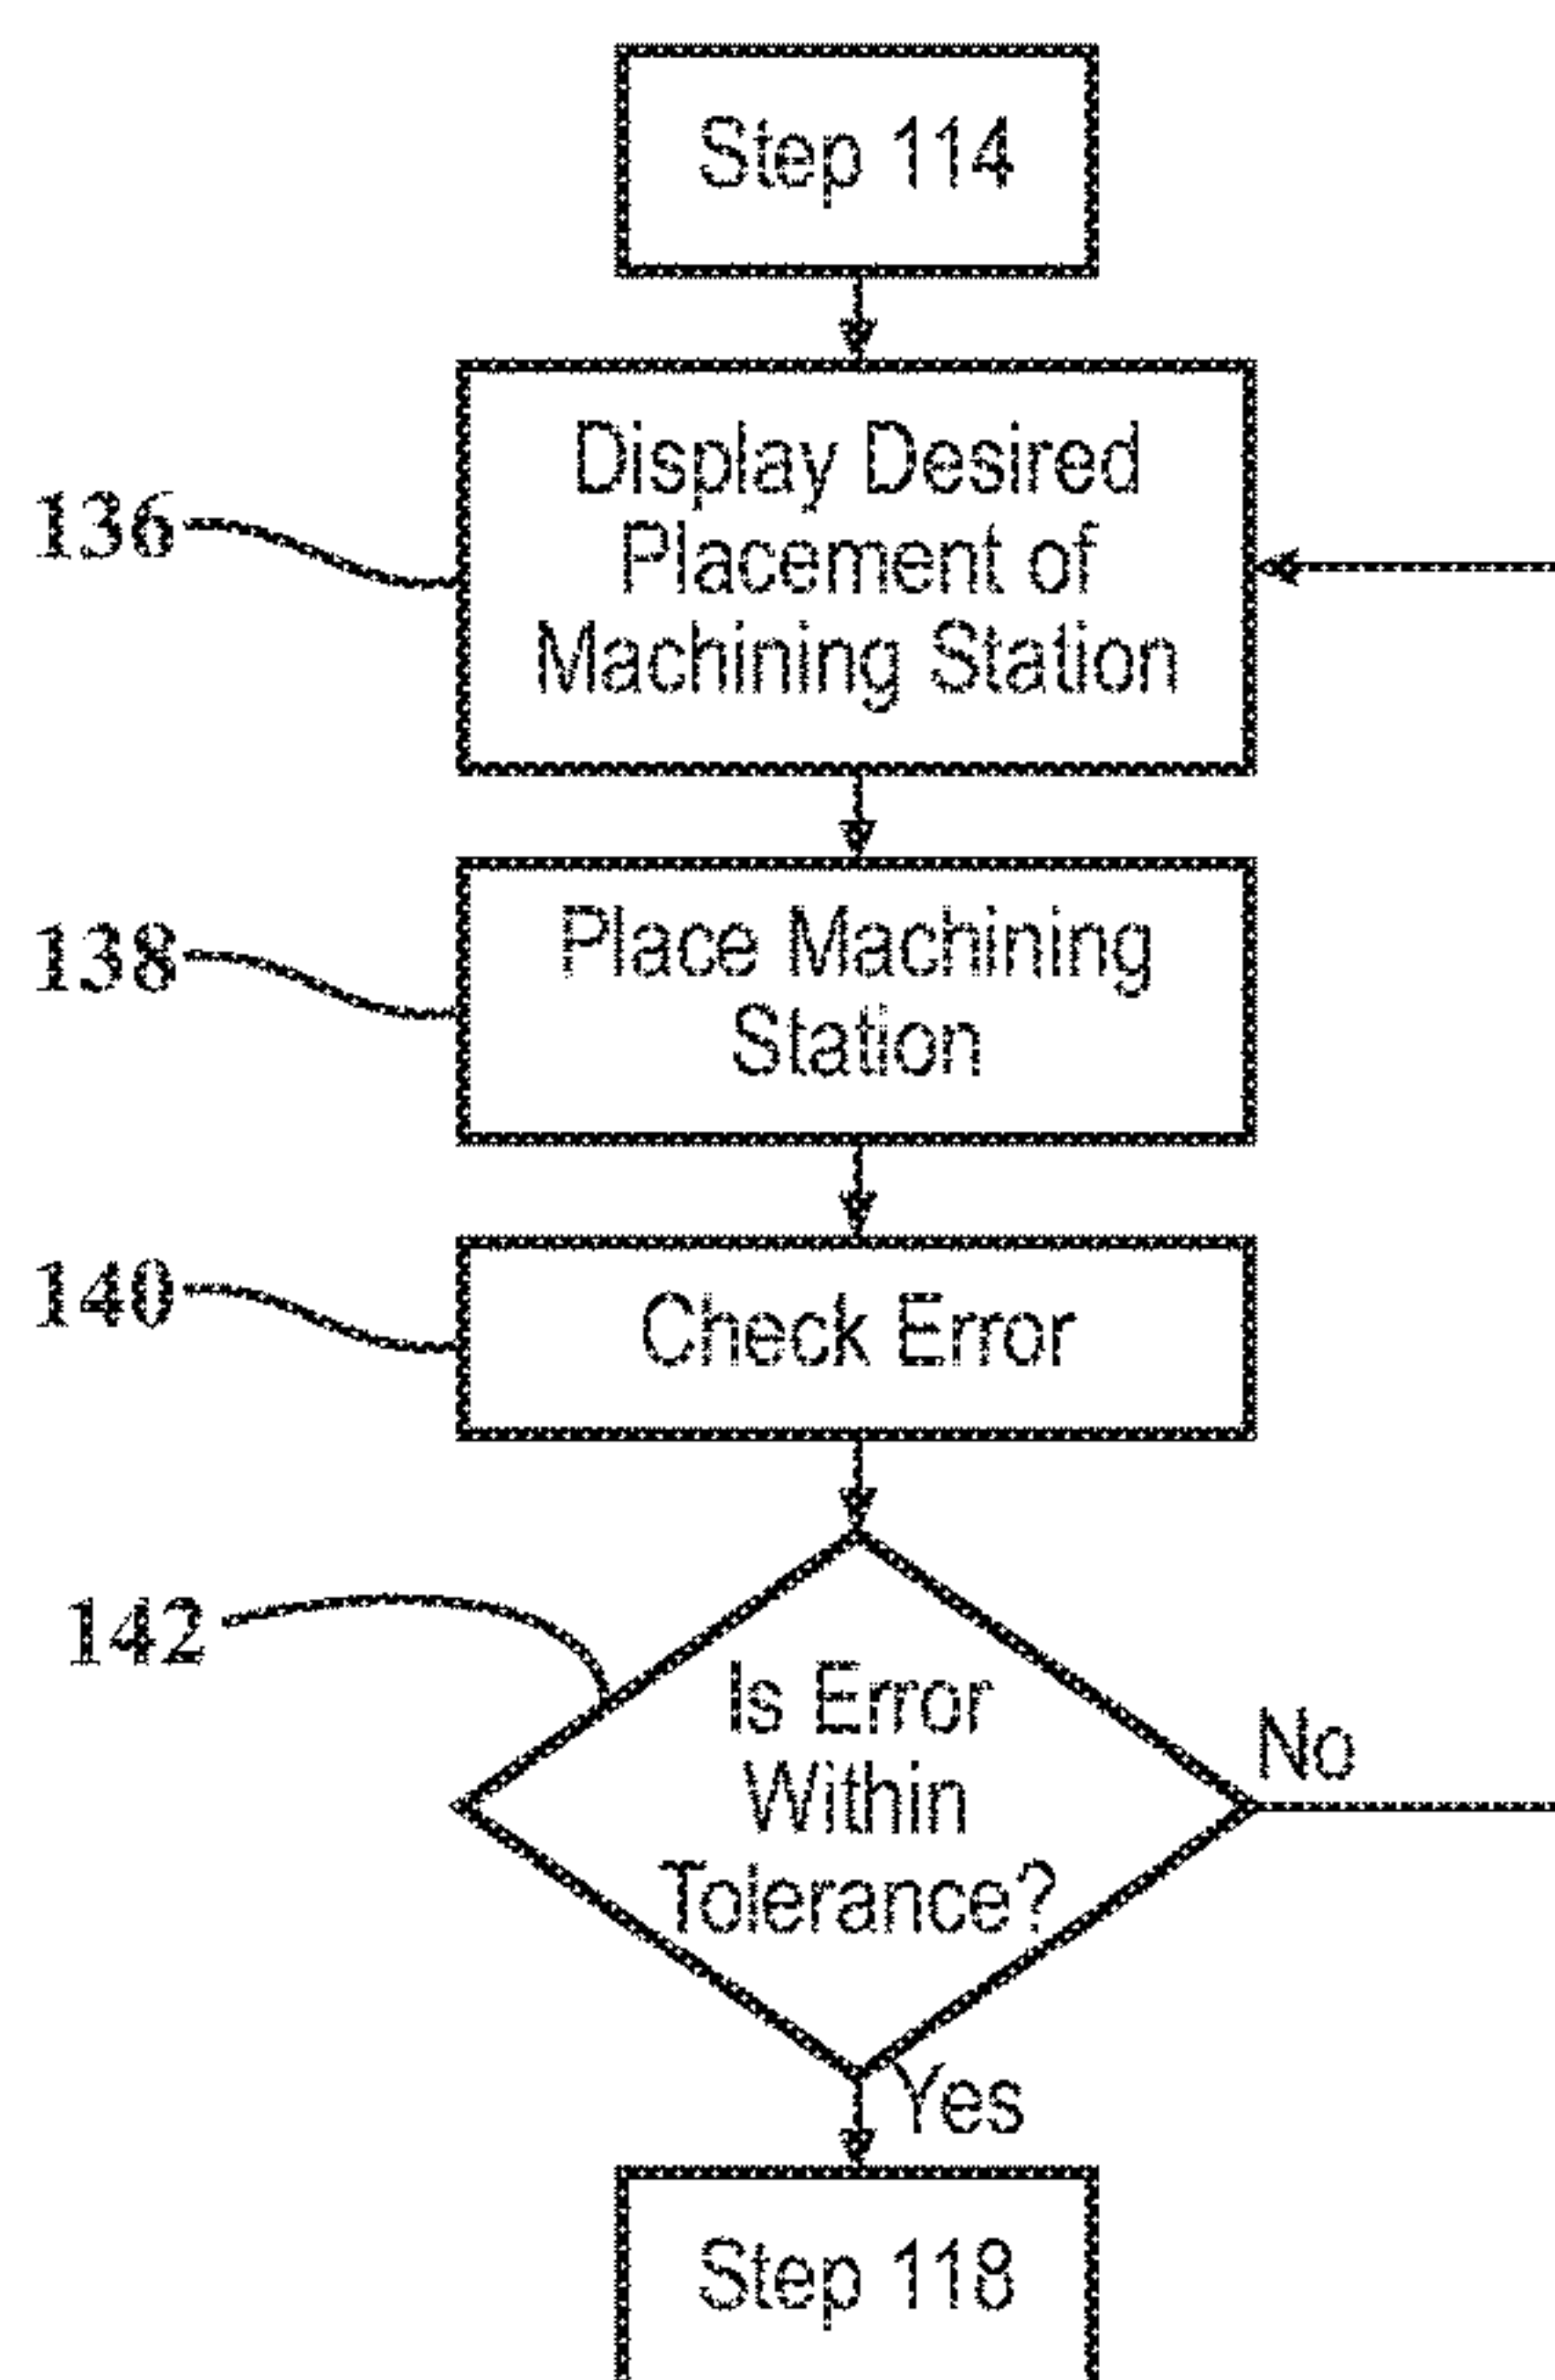 Step 114
136
Display Desired
Placement of
Machining Station
138
Place Machining
Station
140
Check Error
142
Is Error
Within
Tolerance?
No
Yes
Step 118